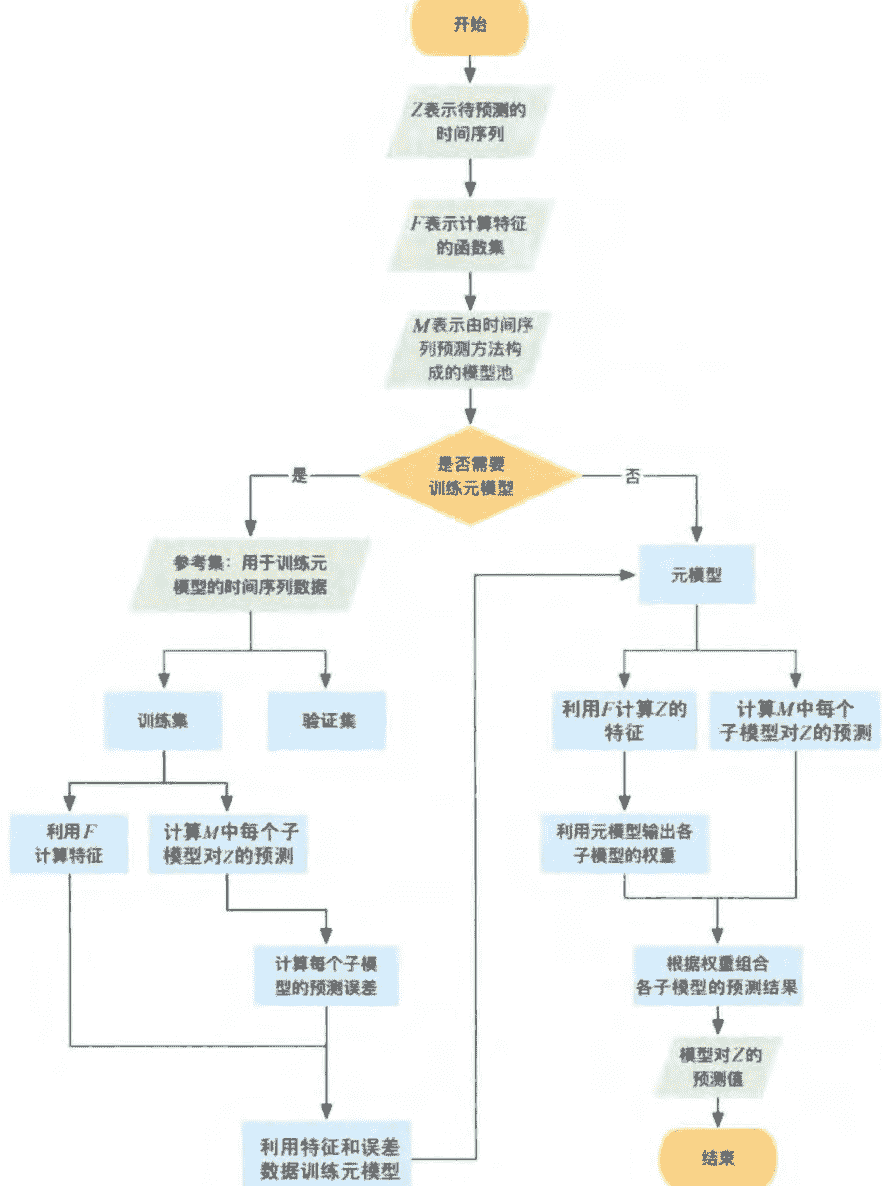 开始
Z表示待预测的
时间序列
F表示计算特征
的函数集
M表示由时间序
列预测方法构
成的模型池
是否需要
训练元模型
是
否
参考集：用于训练元
模型的时间序列数据
元模型
训练集
验证集
利用F计算Z的
特征
计算M中每个
子模型对Z的预测
利用F
计算特征
计算M中每个子
模型对Z的预测
利用元模型输出各
子模型的权重
计算每个子模
型的预测误差
根据权重组合
各子模型的预测结果
模型对Z的
预测值
利用特征和误差
数据训练元模型
结束